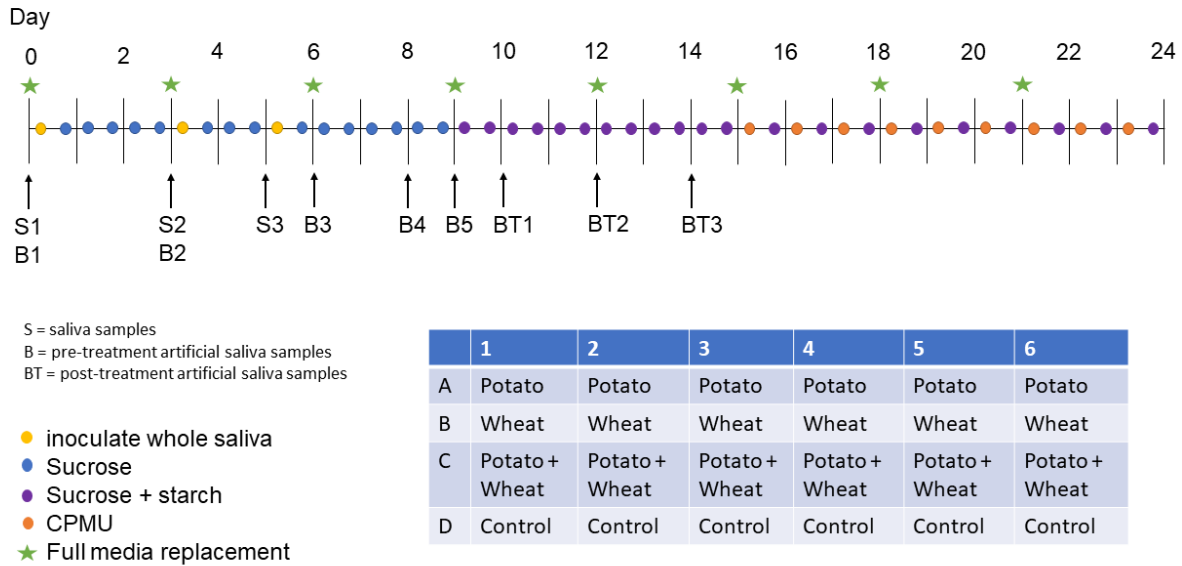 Day
0 2 4 6 8 10 12 14 16 18 20 22 24
S1 S2 S3 B3 B4 B5 BT1 BT2 BT3
B1 B2
S = saliva samples
B = pre-treatment artificial saliva samples
BT = post-treatment artificial saliva samples
inoculate whole saliva
Sucrose
Sucrose + starch
CPMU
Full media replacement
1 2 3 4 5 6
A Potato Potato Potato Potato Potato Potato
B Wheat Wheat Wheat Wheat Wheat Wheat
C Potato + Potato + Potato + Potato + Potato + Potato +
Wheat Wheat Wheat Wheat Wheat Wheat
D Control Control Control Control Control Control